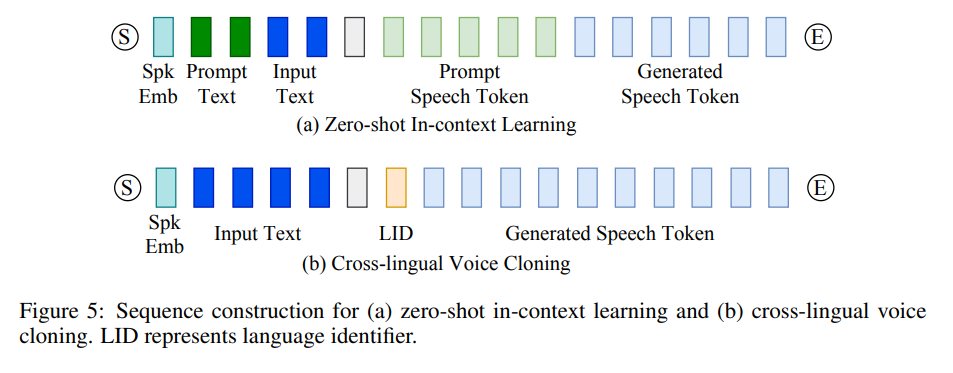 S E
Spk Prompt Input Prompt Generated
Emb Text Text Speech Token Speech Token
(a) Zero-shot In-context Learning
S E
Spk
Emb Input Text LID Generated Speech Token
(b) Cross-lingual Voice Cloning
Figure 5: Sequence construction for (a) zero-shot in-context learning and (b) cross-lingual voice
cloning. LID represents language identifier.